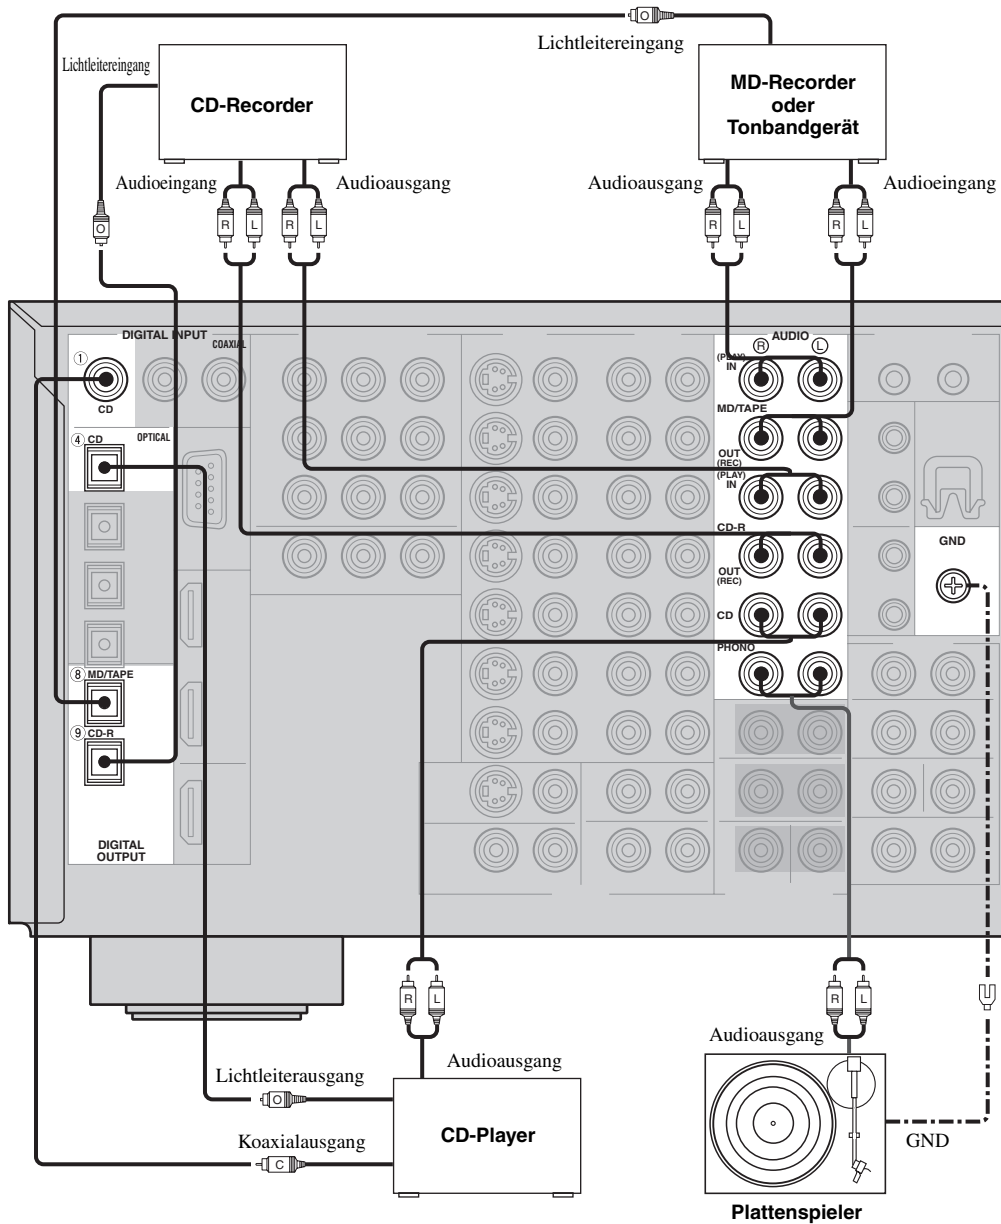 O
Lichtleitereingang
Lichtleitereingang
CD-Recorder
MD-Recorder
oder
Tonbandgerät
Audioeingang
Audioausgang
Audioausgang
Audioeingang
O
R L
R L
R L
R L
DIGITAL INPUT
COAXIAL
AUDIO
① CD
R L
(PLAY)
IN
MD/TAPE
OUT
(REC)
④ CD
OPTICAL
(PLAY)
IN
CD-R
OUT
(REC)
GND
CD
PHONO
⑧ MD/TAPE
⑨ CD-R
DIGITAL
OUTPUT
R L
R L
Audioausgang
Audioausgang
Lichtleiterausgang
O
Koaxialausgang
C
CD-Player
GND
Plattenspieler